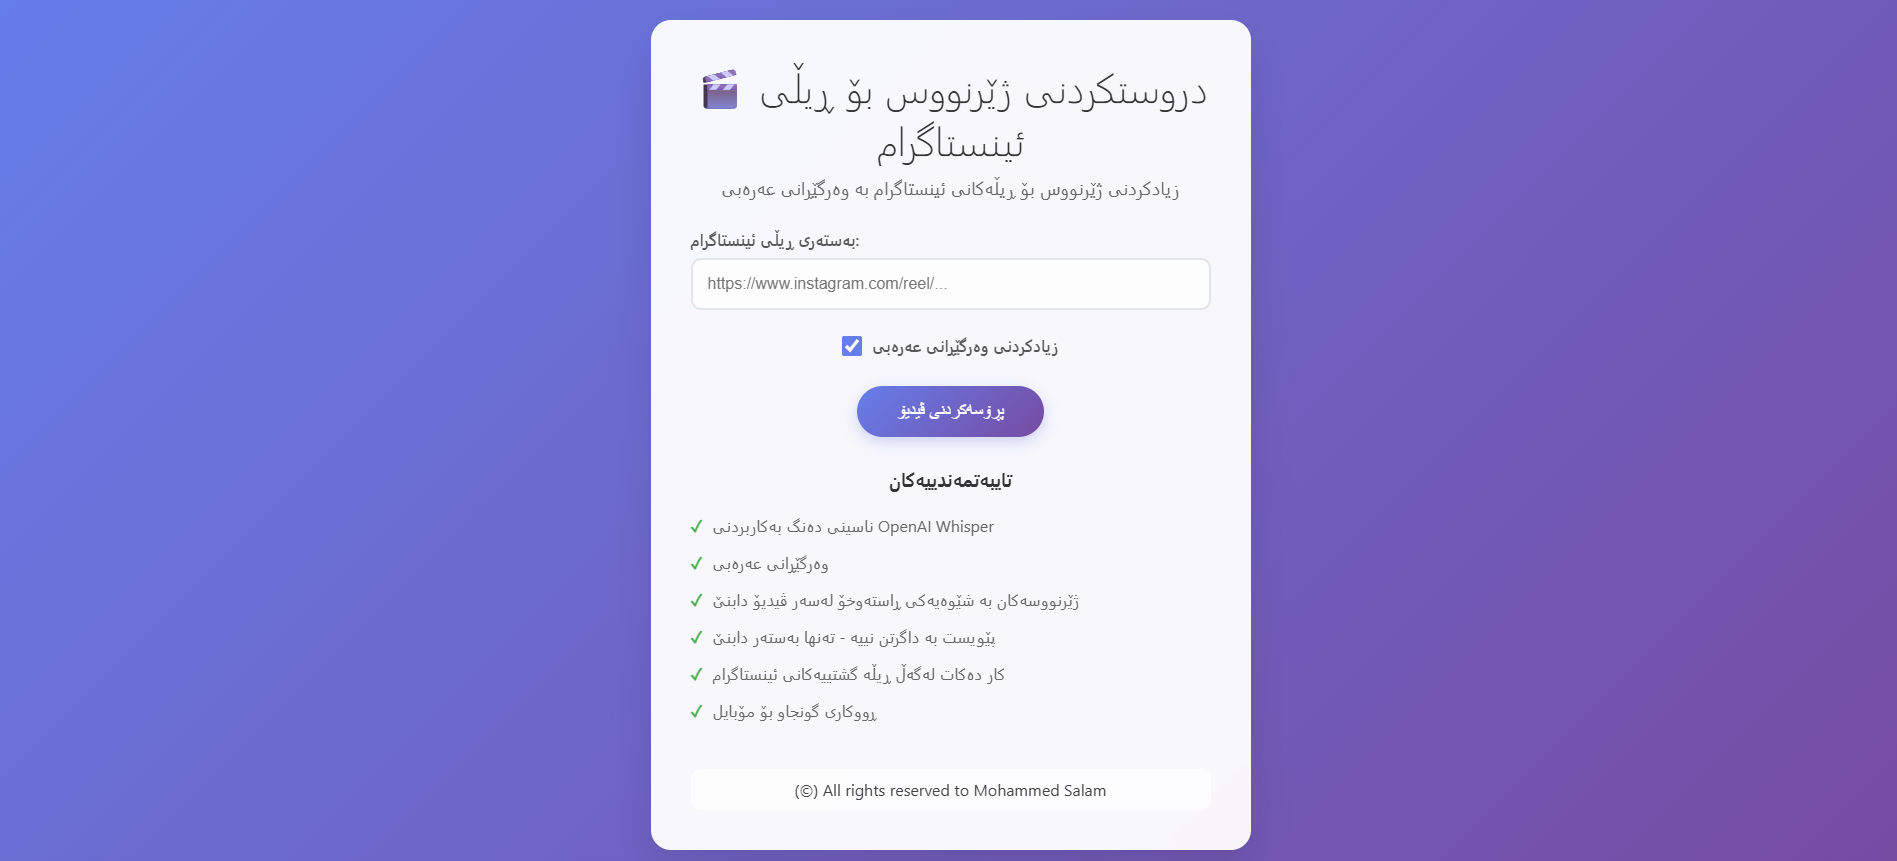 دروستکردنی ژێرنووس بۆ ڕیڵی
ئینستاگرام
زیادکردنی ژێرنووس بۆ ڕیڵەکانی ئینستاگرام بە وەرگێڕانی عەرەبی
بەستەری ڕیڵی ئینستاگرام:
https://www.instagram.com/reel/...
زیادکردنی وەرگێڕانی عەرەبی
پڕۆسەکردنی ڤیدیۆ
تایبەتمەندییەکان
✓ ناسینی دەنگ بەکاربردنی OpenAI Whisper
✓ وەرگێڕانی عەرەبی
✓ ژێرنووسەکان بە شێوەیەکی ڕاستەوخۆ لەسەر ڤیدیۆ دابنێ
✓ پێویست بە داگرتن نییە - تەنها بەستەر دابنێ
✓ کار دەکات لەگەڵ ڕیڵە گشتییەکانی ئینستاگرام
✓ ڕووکاری گونجاو بۆ مۆبایل
(©) All rights reserved to Mohammed Salam